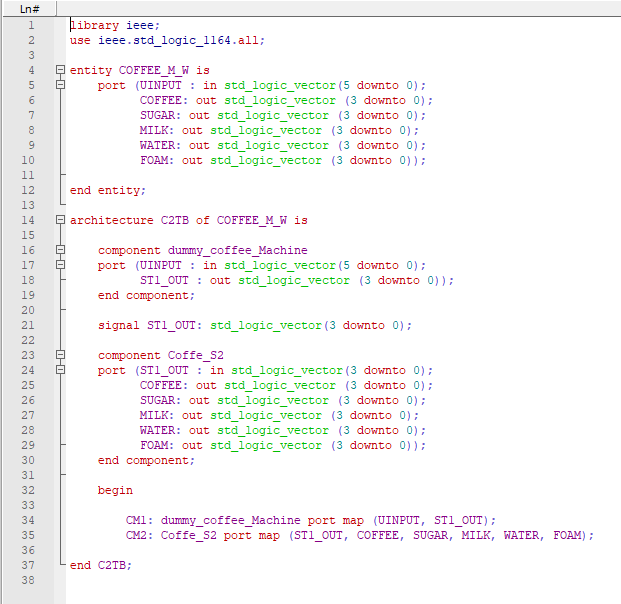 Ln#
1 library ieee;
2 use ieee.std_logic_1164.all;
3
4 entity COFFEE_M_W is
5 port (UINPUT : in std_logic_vector(5 downto 0);
6 COFFEE: out std_logic_vector (3 downto 0);
7 SUGAR: out std_logic_vector (3 downto 0);
8 MILK: out std_logic_vector (3 downto 0);
9 WATER: out std_logic_vector (3 downto 0);
10 FOAM: out std_logic_vector (3 downto 0));
11
12 end entity;
13
14 architecture C2TB of COFFEE_M_W is
15
16 component dummy_coffee_Machine
17 port (UINPUT : in std_logic_vector(5 downto 0);
18 ST1_OUT : out std_logic_vector (3 downto 0));
19 end component;
20
21 signal ST1_OUT: std_logic_vector(3 downto 0);
22
23 component Coffe_S2
24 port (ST1_OUT : in std_logic_vector(3 downto 0);
25 COFFEE: out std_logic_vector (3 downto 0);
26 SUGAR: out std_logic_vector (3 downto 0);
27 MILK: out std_logic_vector (3 downto 0);
28 WATER: out std_logic_vector (3 downto 0);
29 FOAM: out std_logic_vector (3 downto 0));
30 end component;
31
32 begin
33
34 CM1: dummy_coffee_Machine port map (UINPUT, ST1_OUT);
35 CM2: Coffe_S2 port map (ST1_OUT, COFFEE, SUGAR, MILK, WATER, FOAM);
36
37 end C2TB;
38